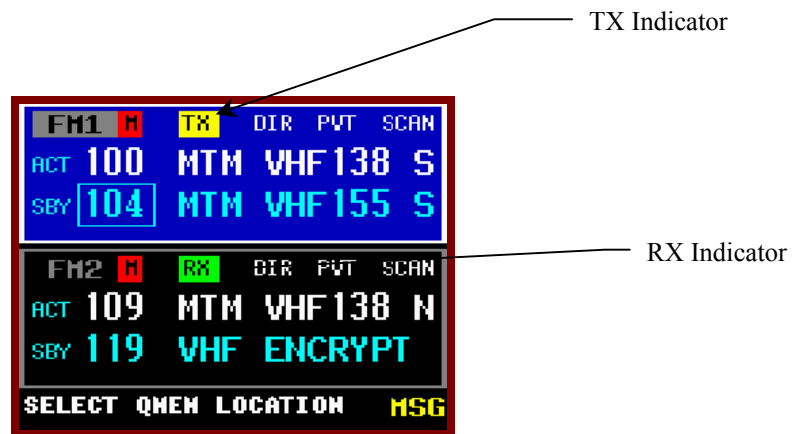 TX Indicator
FM1 M TX DIR PVT SCAN
ACT 100 MTM VHF138 S
SBY 104 MTM VHF155 S
RX Indicator
FM2 M RX DIR PVT SCAN
ACT 109 MTM VHF138 N
SBY 119 VHF ENCRYPT
SELECT QMEM LOCATION MSG